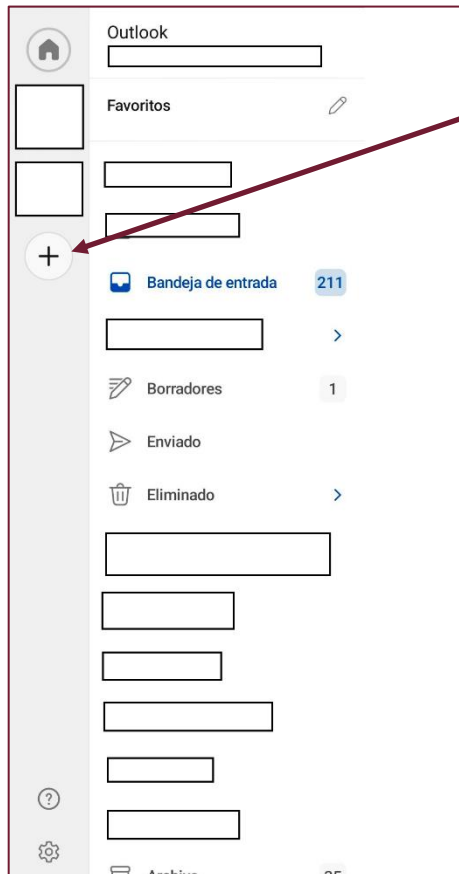 Outlook
Favoritos
Bandeja de entrada 211
Borradores 1
Enviado
Eliminado